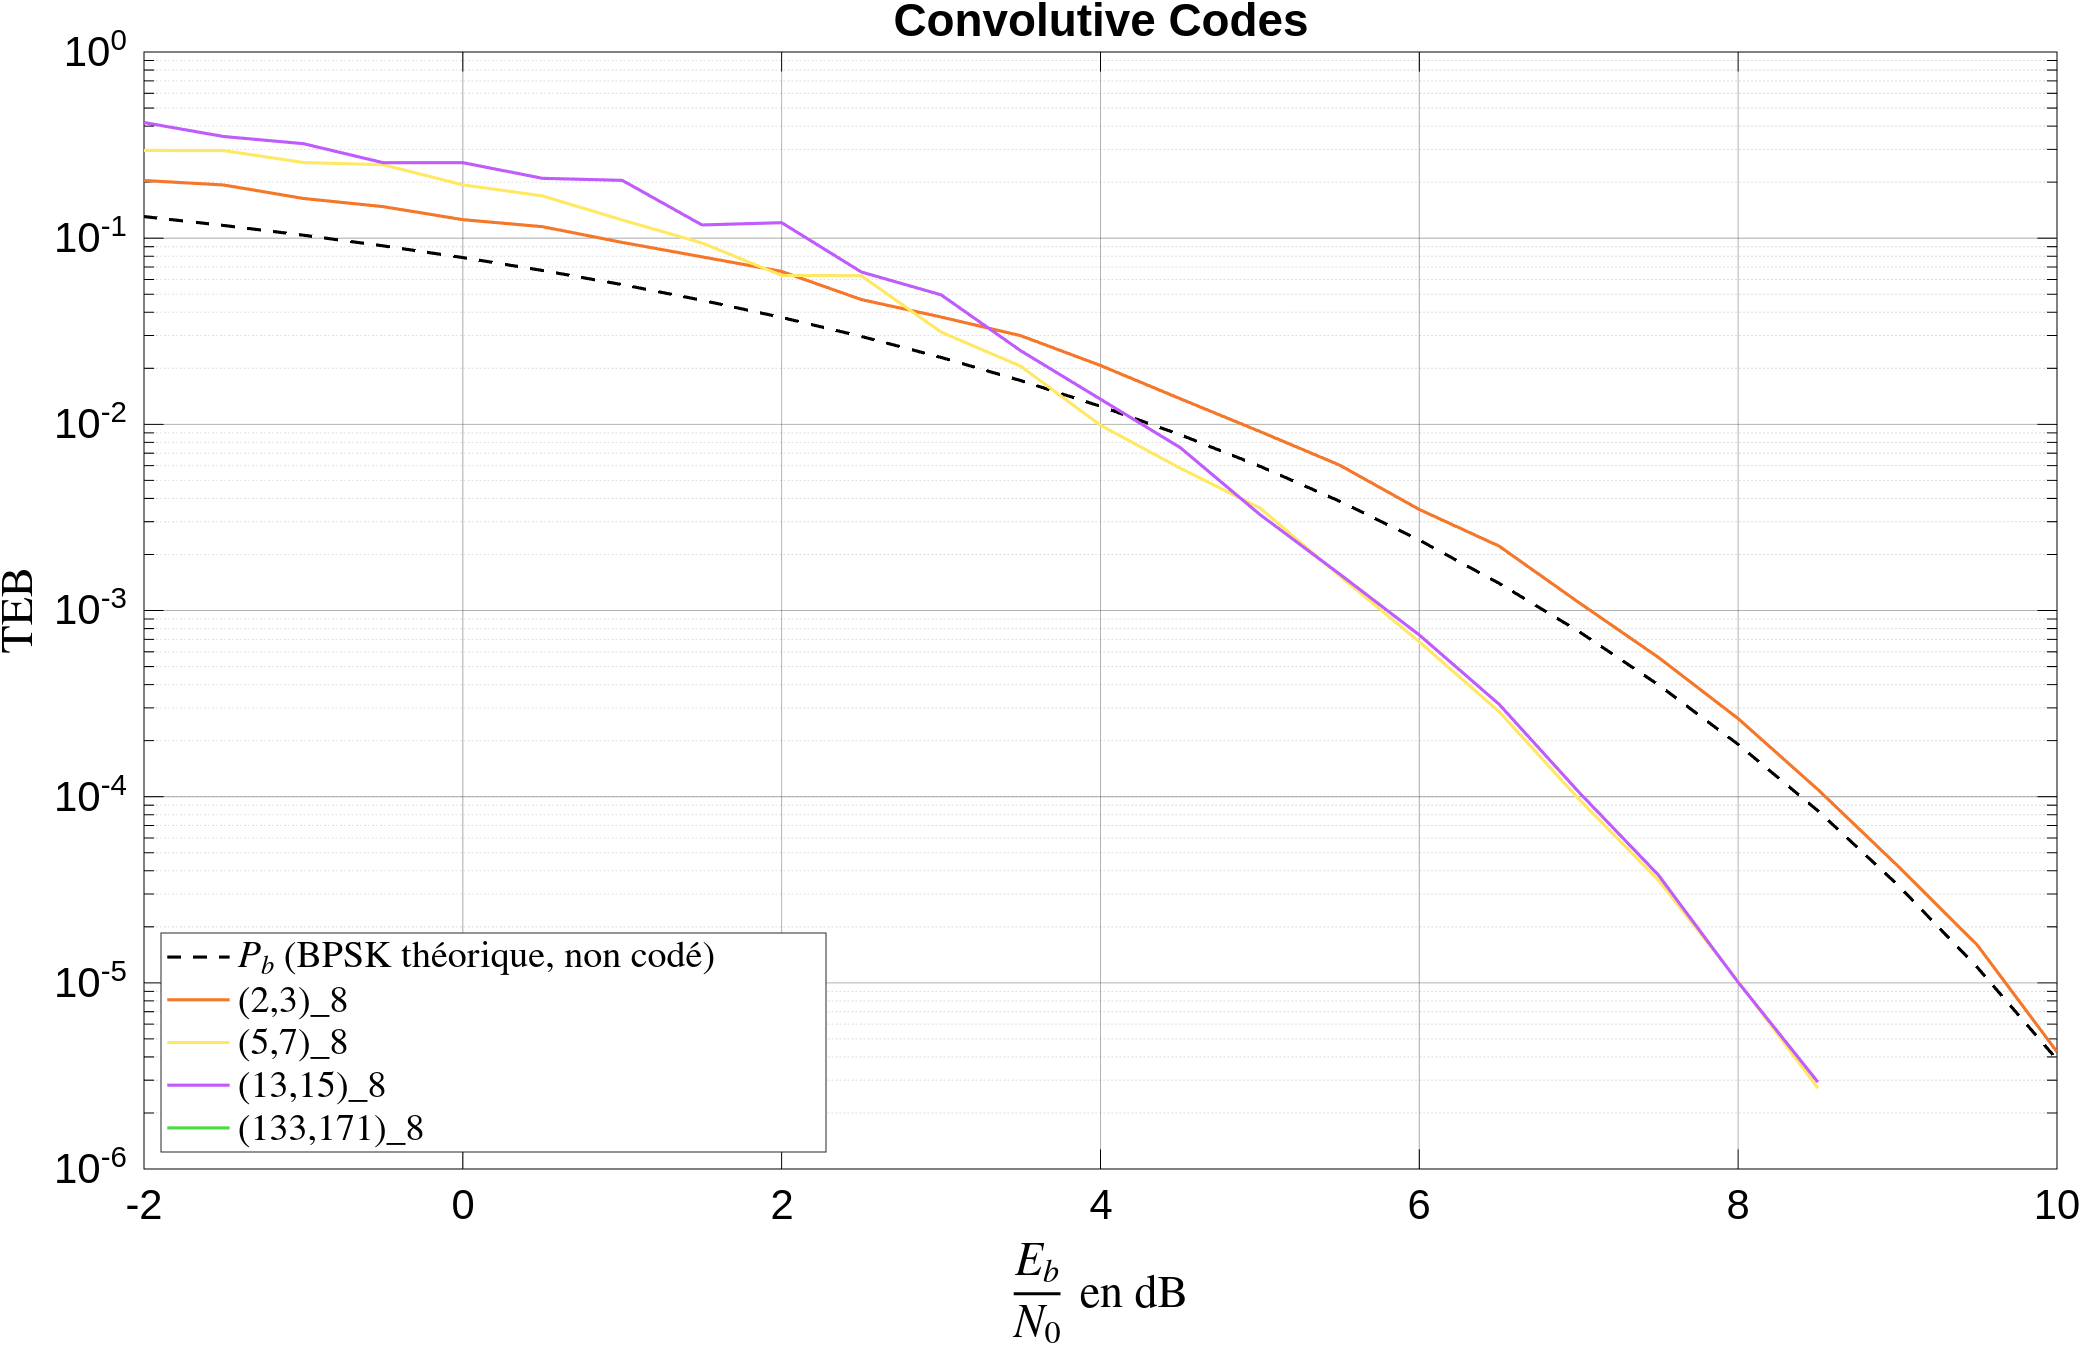 Convolutive Codes
10^0
10^-1
10^-2
10^-3
10^-4
10^-5
10^-6
TEB
P_b (BPSK théorique, non codé)
(2,3)_8
(5,7)_8
(13,15)_8
(133,171)_8
-2 0 2 4 6 8 10
E_b
N_0
en dB